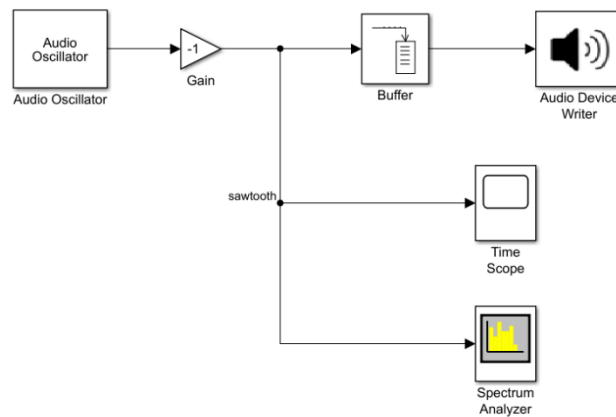 Audio
Oscillator
Audio Oscillator
-1
Gain
Buffer
Audio Device
Writer
sawtooth
Time
Scope
Spectrum
Analyzer